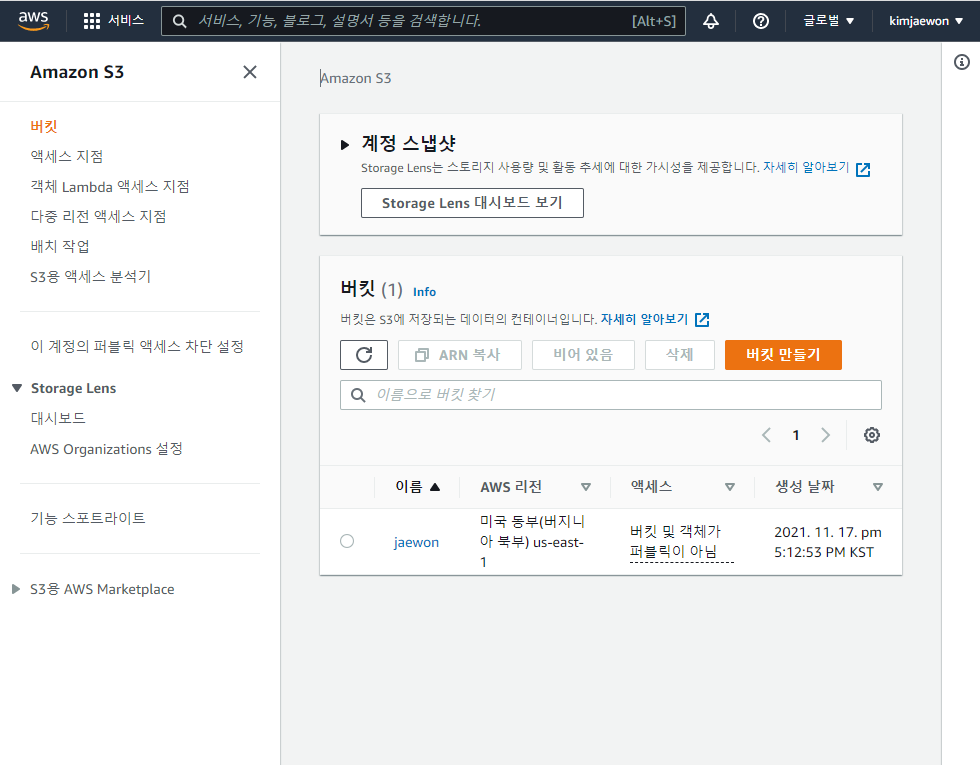 aws
서비스
서비스, 기능, 블로그, 설명서 등을 검색합니다.
[Alt+S]
글로벌
kimjaewon
Amazon S3
버킷
액세스 지점
객체 Lambda 액세스 지점
다중 리전 액세스 지점
배치 작업
S3용 액세스 분석기
이 계정의 퍼블릭 액세스 차단 설정
Storage Lens
대시보드
AWS Organizations 설정
기능 스포트라이트
S3용 AWS Marketplace
Amazon S3
계정 스냅샷
Storage Lens는 스토리지 사용량 및 활동 추세에 대한 가시성을 제공합니다. 자세히 알아보기
Storage Lens 대시보드 보기
버킷 (1) Info
버킷은 S3에 저장되는 데이터의 컨테이너입니다. 자세히 알아보기
ARN 복사
비어 있음
삭제
버킷 만들기
이름으로 버킷 찾기
1
이름
AWS 리전
액세스
생성 날짜
jaewon
미국 동부(버지니
아 북부) us-east-
1
버킷 및 객체가
퍼블릭이 아님
2021. 11. 17. pm
5:12:53 PM KST